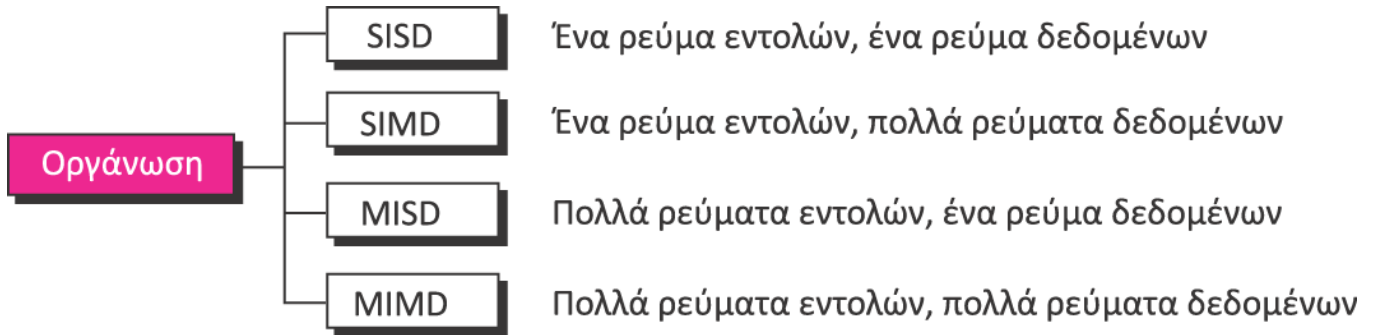 SISD Ένα ρεύμα εντολών, ένα ρεύμα δεδομένων
SIMD Ένα ρεύμα εντολών, πολλά ρεύματα δεδομένων
Οργάνωση
MISD Πολλά ρεύματα εντολών, ένα ρεύμα δεδομένων
MIMD Πολλά ρεύματα εντολών, πολλά ρεύματα δεδομένων